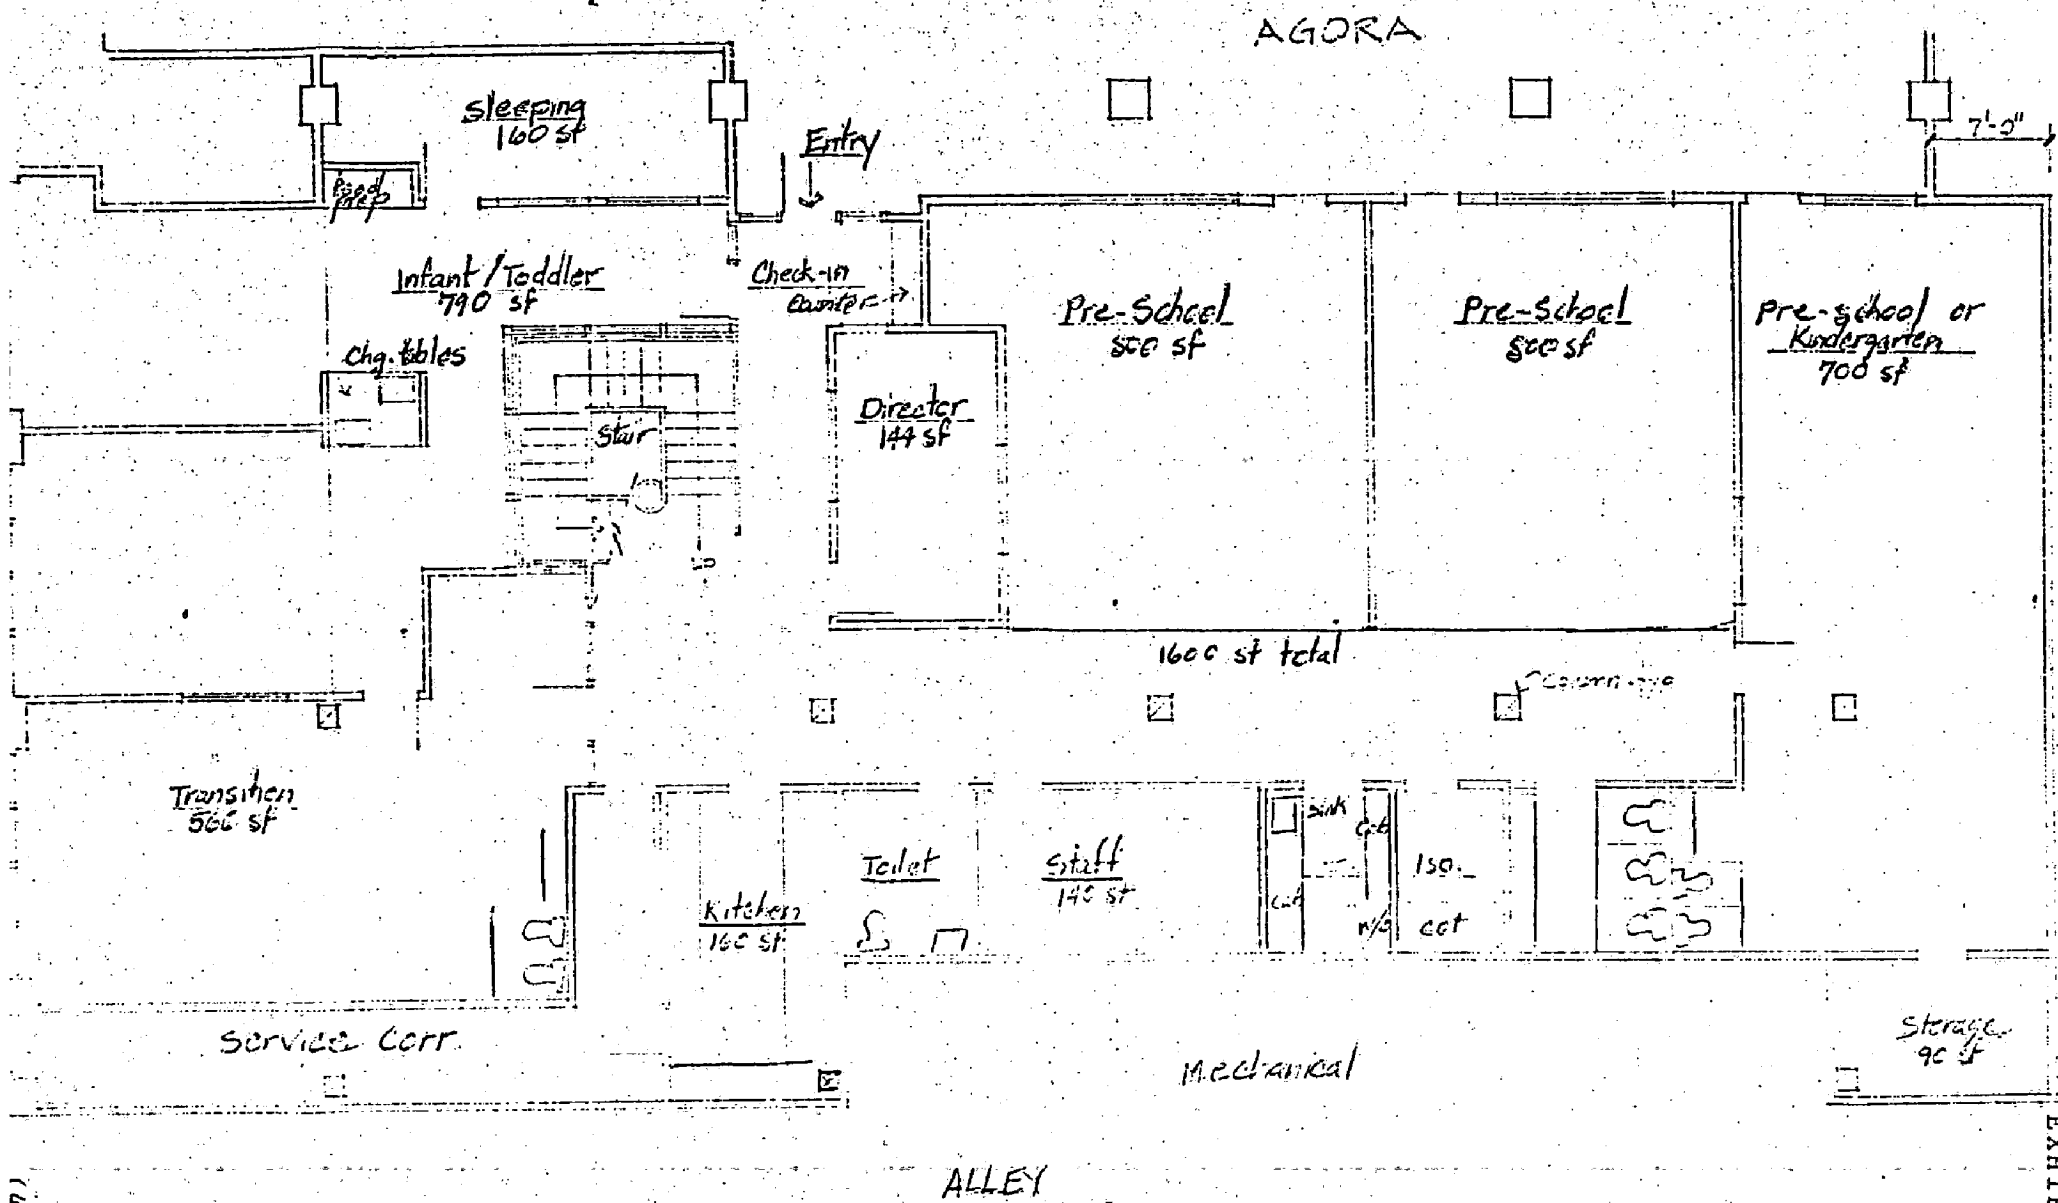 AGORA
Sleeping
160 sf
Entry
7'-0"
Food
prep
Infant / Toddler
790 sf
Check-in
Counter
Pre-School
800 sf
Pre-School
800 sf
Pre-school or
Kindergarten
700 sf
Chg. tables
Director
144 sf
Stair
1600 sf total
Transition
560 sf
Toilet
Staff
140 sf
Sink
Cab
Cab
Iso.
W/D
cot
Kitchen
160 sf
Service Corr.
Mechanical
Storage
90 sf
ALLEY